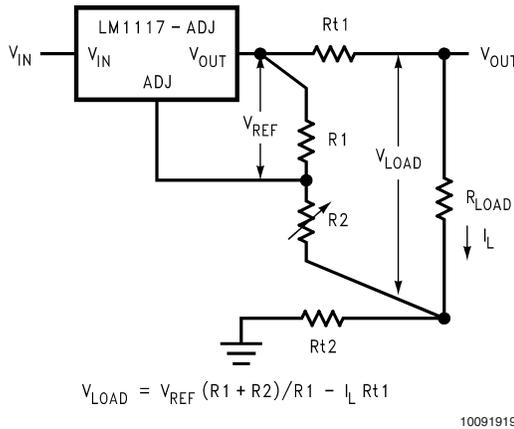 LM1117-ADJ
Rt1
V_IN
V_IN
V_OUT
V_OUT
ADJ
V_REF
R1
V_LOAD
R_LOAD
R2
I_L
Rt2
V_LOAD = V_REF (R1 + R2)/R1 - I_L Rt1
10091919